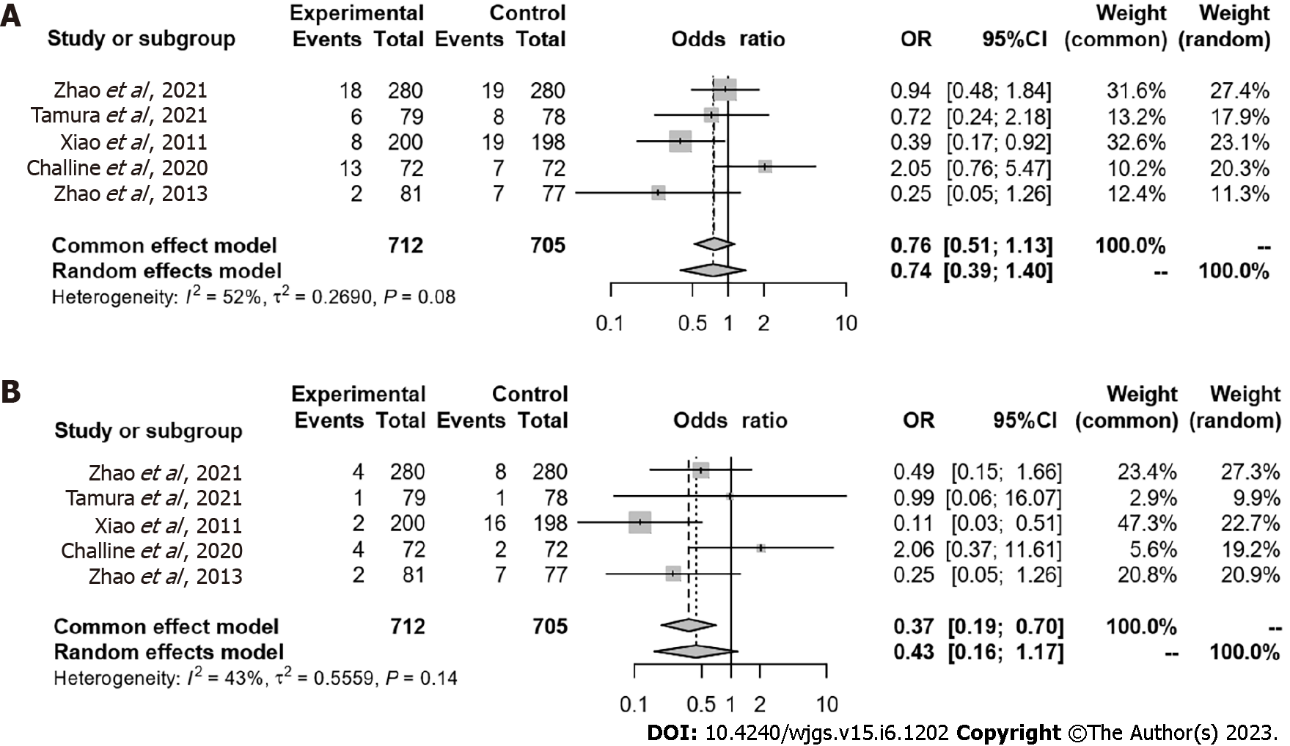 A
Experimental Control Weight Weight
Study or subgroup Events Total Events Total Odds ratio OR 95%CI (common) (random)
Zhao et al, 2021 18 280 19 280 0.94 [0.48; 1.84] 31.6% 27.4%
Tamura et al, 2021 6 79 8 78 0.72 [0.24; 2.18] 13.2% 17.9%
Xiao et al, 2011 8 200 19 198 0.39 [0.17; 0.92] 32.6% 23.1%
Challine et al, 2020 13 72 7 72 2.05 [0.76; 5.47] 10.2% 20.3%
Zhao et al, 2013 2 81 7 77 0.25 [0.05; 1.26] 12.4% 11.3%
Common effect model 712 705 0.76 [0.51; 1.13] 100.0% --
Random effects model 0.74 [0.39; 1.40] -- 100.0%
Heterogeneity: I² = 52%, τ² = 0.2690, P = 0.08
0.1 0.5 1 2 10
B
Experimental Control Weight Weight
Events Total Events Total Odds ratio OR 95%CI (common) (random)
Study or subgroup
Zhao et al, 2021 4 280 8 280 0.49 [0.15; 1.66] 23.4% 27.3%
Tamura et al, 2021 1 79 1 78 0.99 [0.06; 16.07] 2.9% 9.9%
Xiao et al, 2011 2 200 16 198 0.11 [0.03; 0.51] 47.3% 22.7%
Challine et al, 2020 4 72 2 72 2.06 [0.37; 11.61] 5.6% 19.2%
Zhao et al, 2013 2 81 7 77 0.25 [0.05; 1.26] 20.8% 20.9%
Common effect model 712 705 0.37 [0.19; 0.70] 100.0% --
Random effects model 0.43 [0.16; 1.17] -- 100.0%
Heterogeneity: I² = 43%, τ² = 0.5559, P = 0.14
0.1 0.5 1 2 10
DOI: 10.4240/wjgs.v15.i6.1202 Copyright ©The Author(s) 2023.